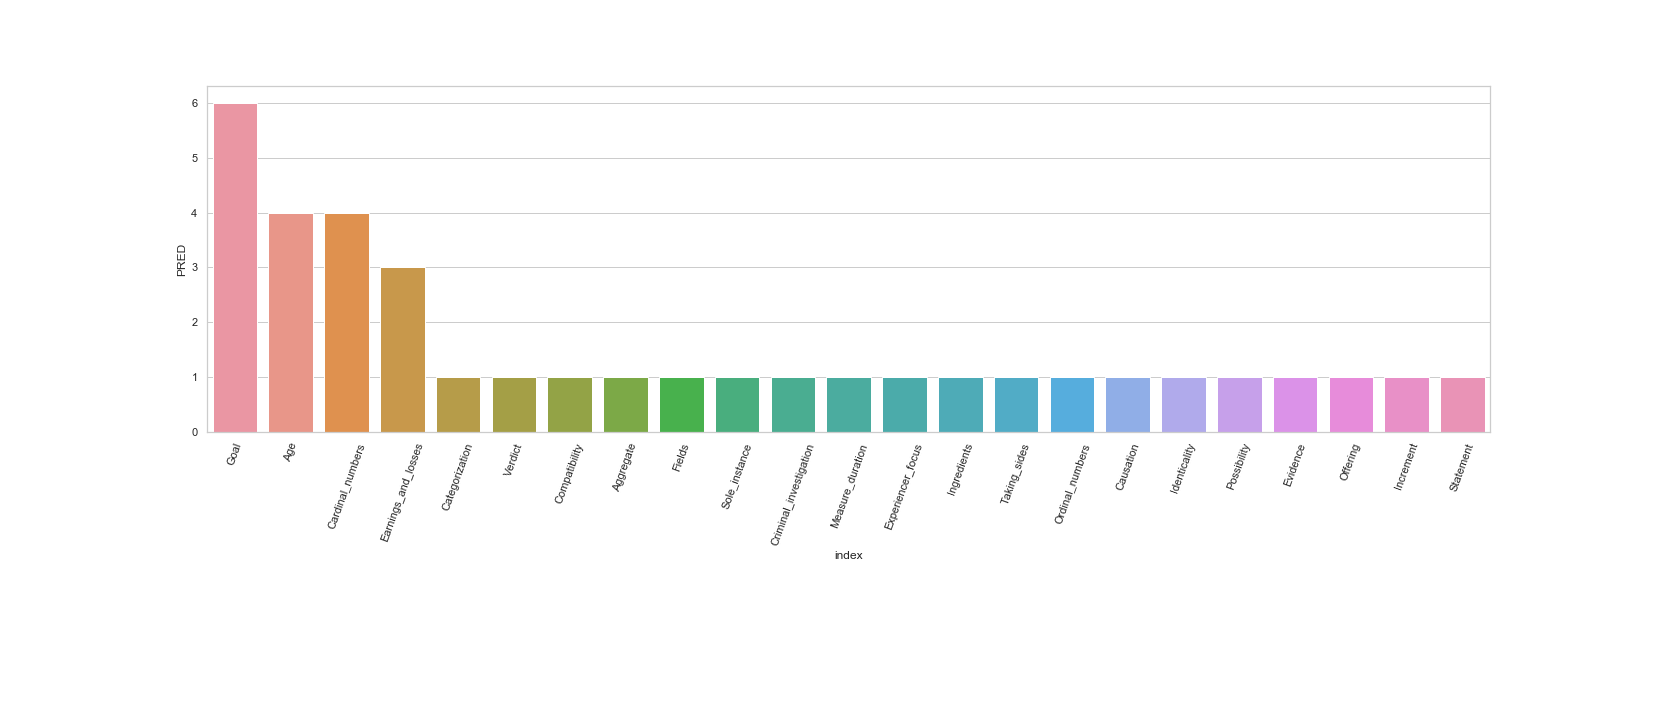 6
5
4
3
2
1
0
PRED
Goal
Age
Cardinal_numbers
Earnings_and_losses
Categorization
Verdict
Compatibility
Aggregate
Fields
Sole_instance
Criminal_investigation
Measure_duration
Experiencer_focus
Ingredients
Taking_sides
Ordinal_numbers
Causation
Identicality
Possibility
Evidence
Offering
Increment
Statement
index